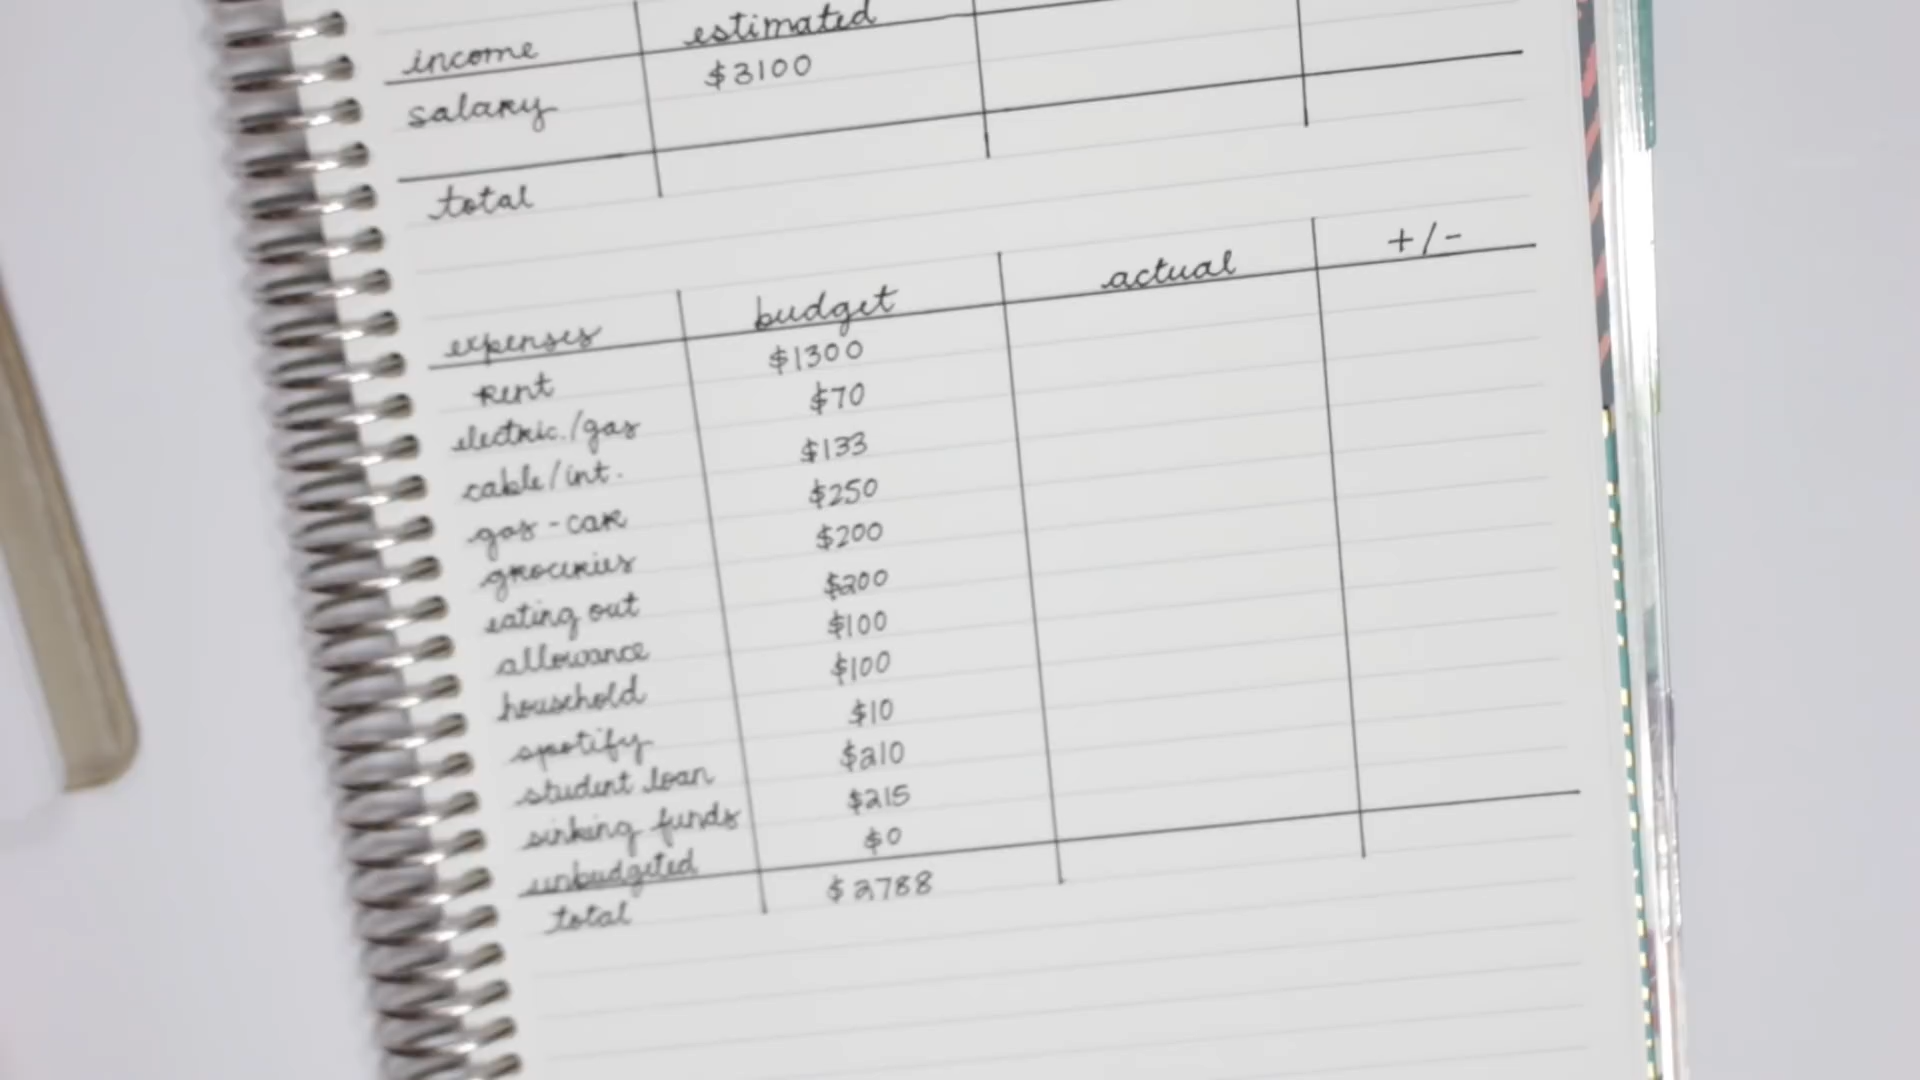 income estimated
salary $3100
total
expenses budget actual +/-
Rent $1300
electric./gas $70
cable/int. $133
gas-car $250
groceries $200
eating out $200
allowance $100
household $100
spotify $10
student loan $210
sinking funds $215
unbudgeted $0
total $2788